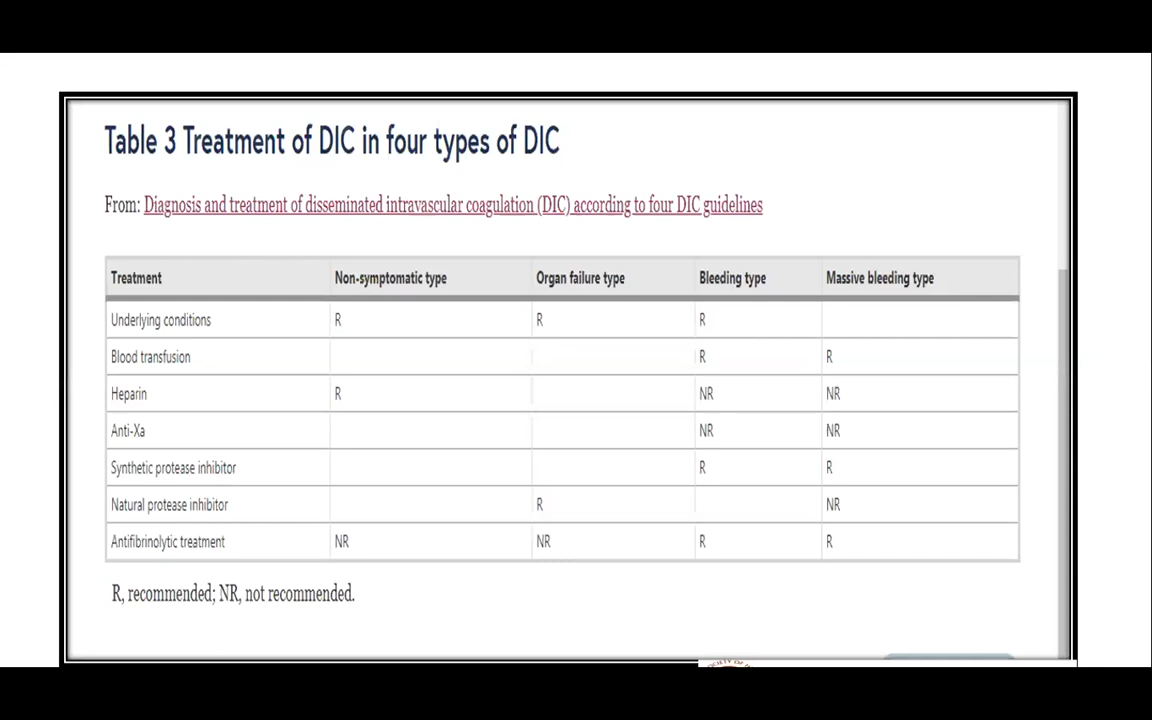 Table 3 Treatment of DIC in four types of DIC
From: Diagnosis and treatment of disseminated intravascular coagulation (DIC) according to four DIC guidelines
Treatment Non-symptomatic type Organ failure type Bleeding type Massive bleeding type
Underlying conditions R R R
Blood transfusion R R
Heparin R NR NR
Anti-Xa NR NR
Synthetic protease inhibitor R R
Natural protease inhibitor R NR
Antifibrinolytic treatment NR NR R R
R, recommended; NR, not recommended.